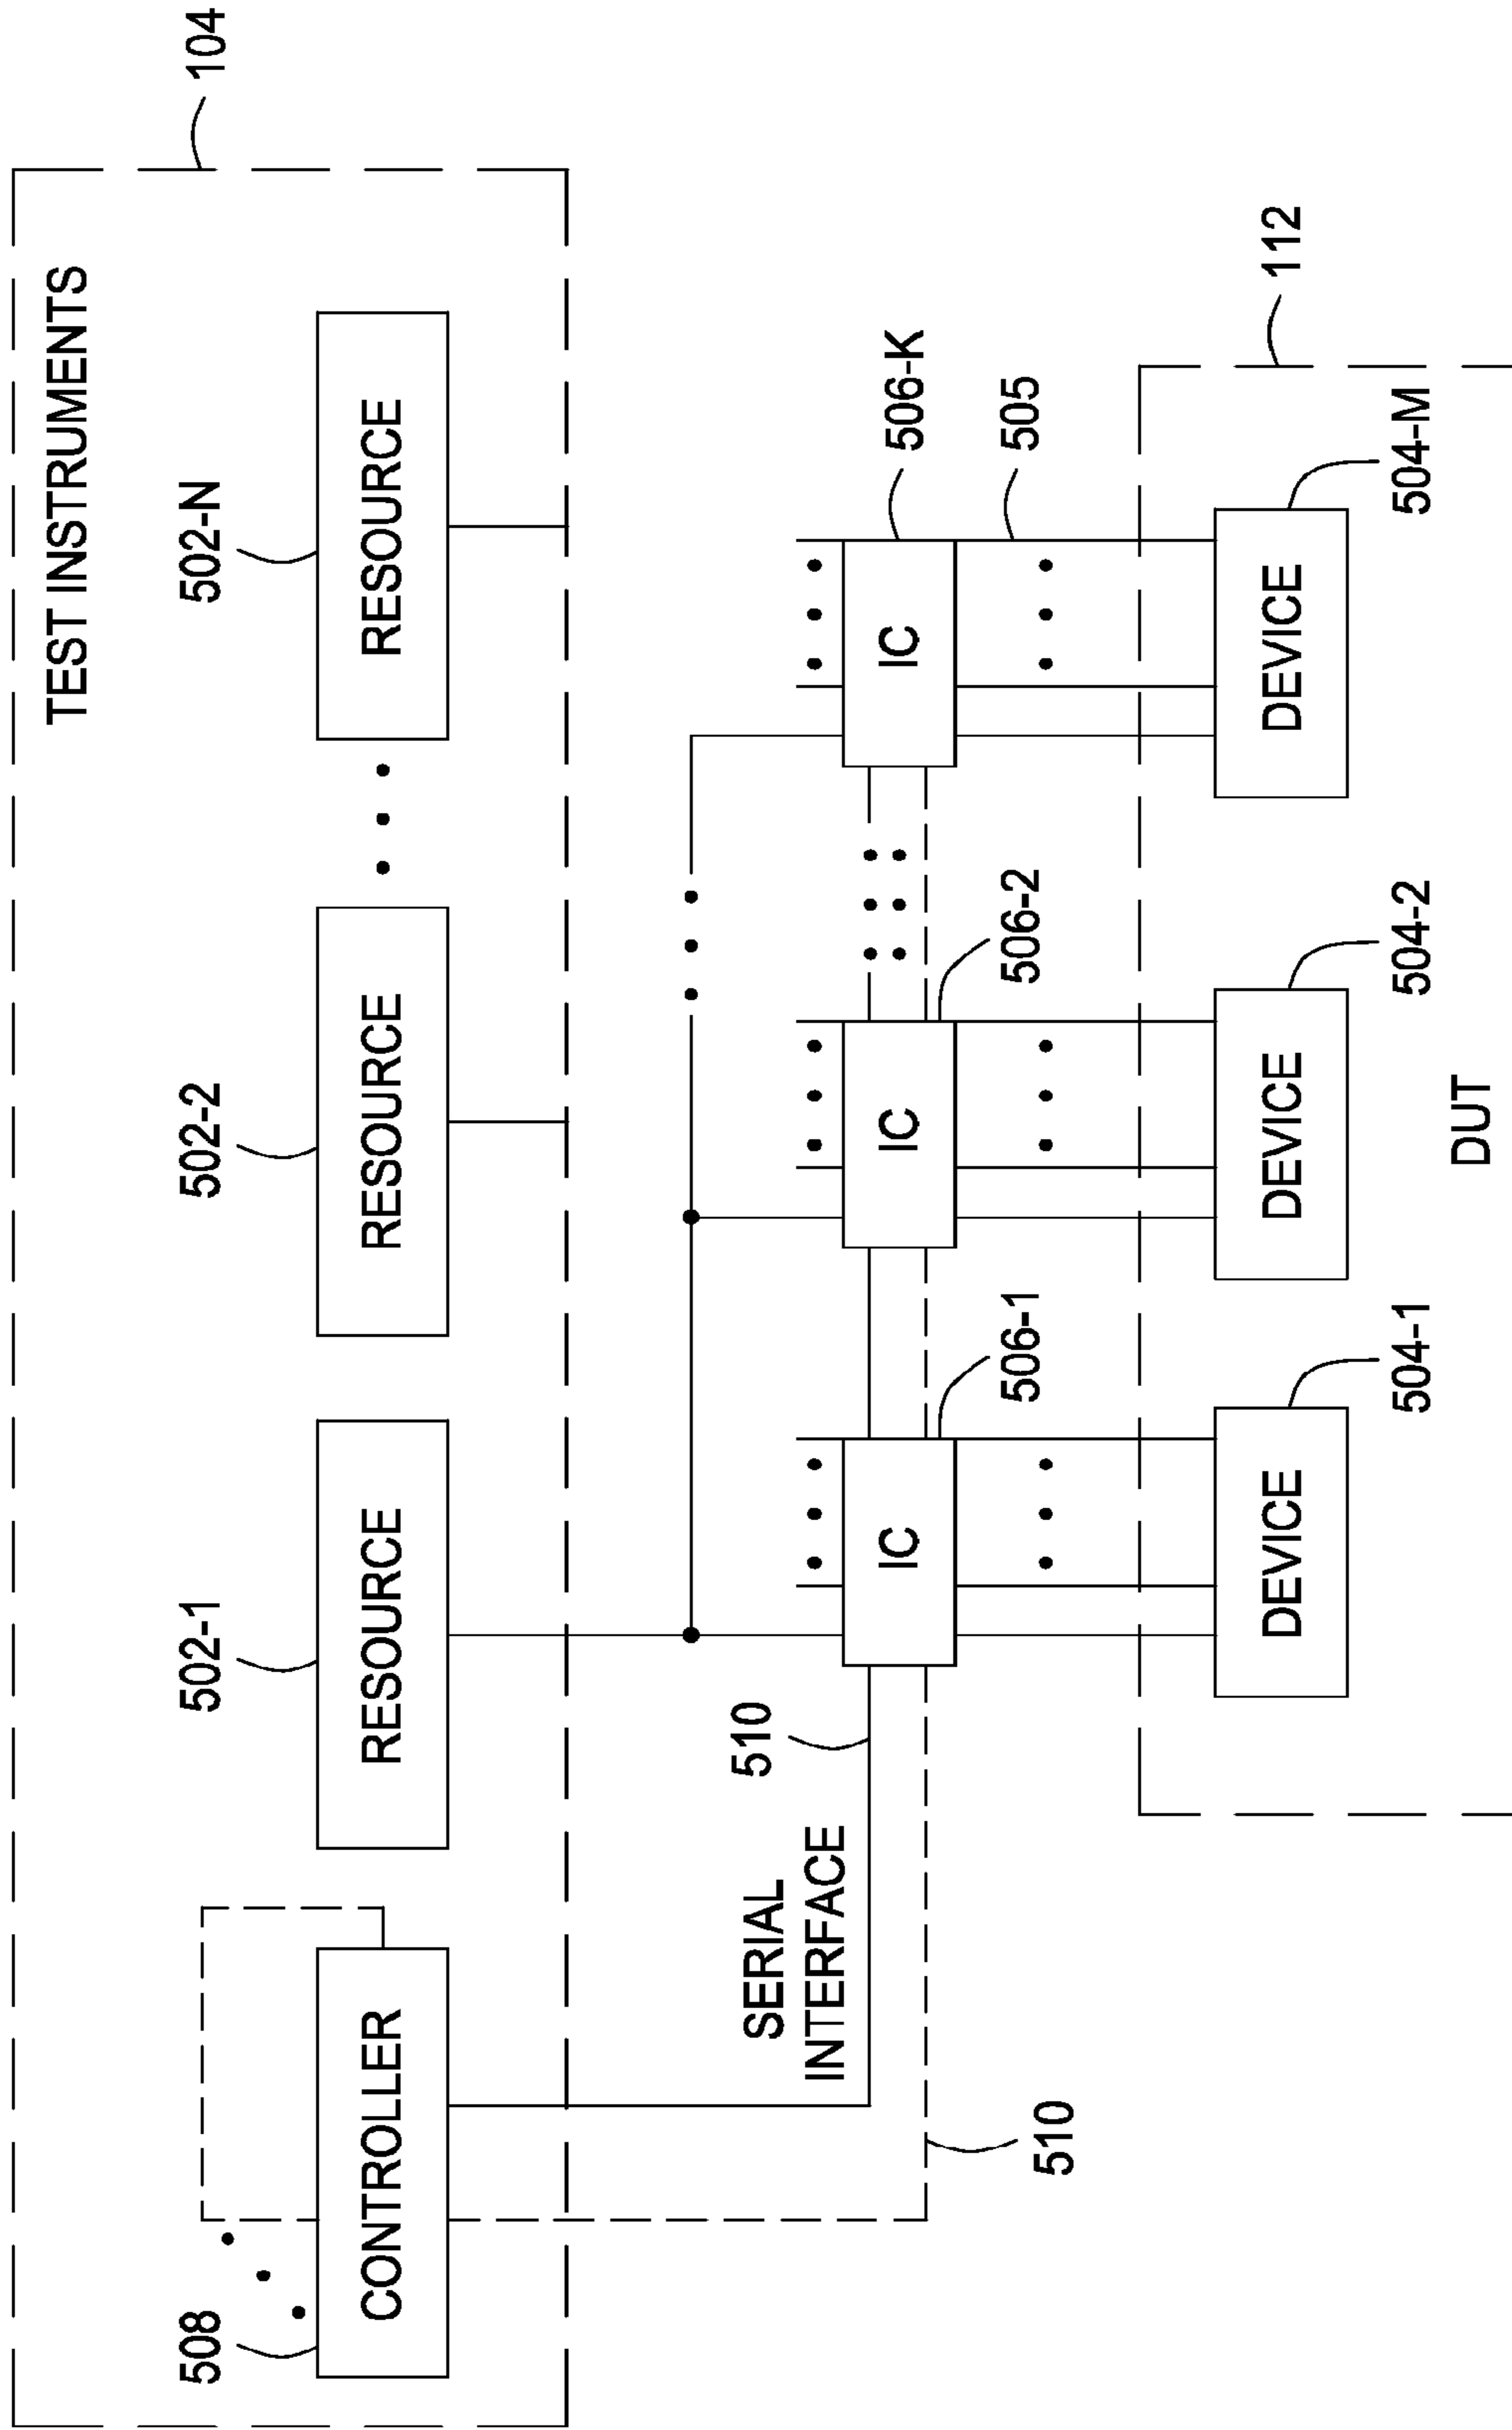 TEST INSTRUMENTS
104
508
502-1
502-2
502-N
CONTROLLER
RESOURCE
RESOURCE
RESOURCE
SERIAL
INTERFACE
510
510
IC
IC
IC
506-1
506-2
506-K
505
112
DEVICE
DEVICE
DEVICE
504-1
504-2
504-M
DUT